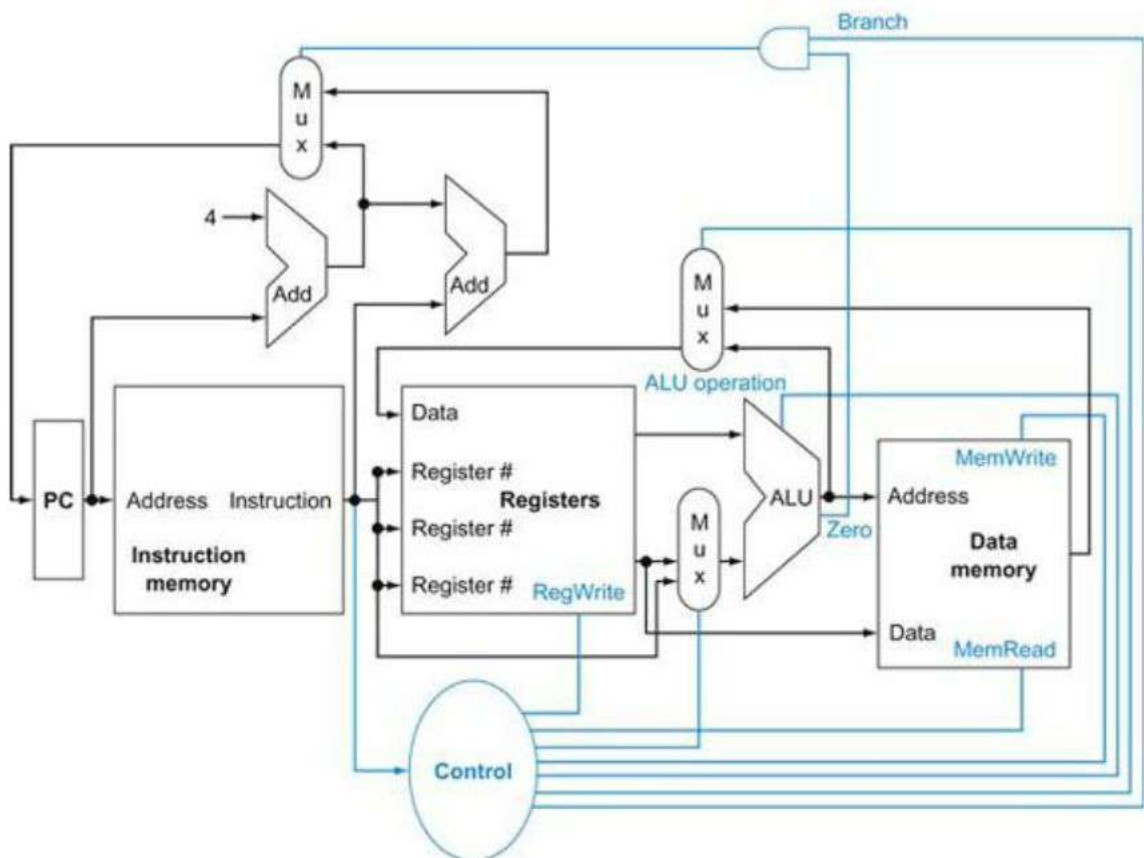 Branch
M
u
x
4
Add
Add
M
u
x
ALU operation
Data
Register #
Registers
Register #
Register #
RegWrite
PC
Address Instruction
Instruction
memory
M
u
x
ALU
Zero
MemWrite
Address
Data
memory
Data
MemRead
Control